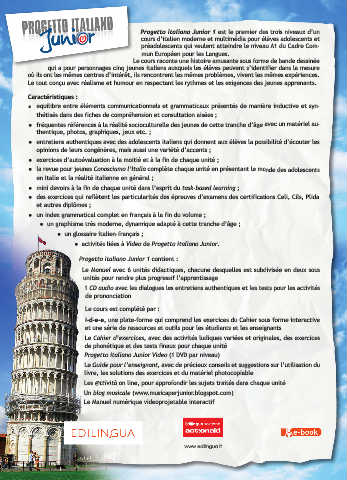 PROGETTO ITALIANO
Junior
Progetto Italiano Junior 1 est le premier des trois niveaux d'un
cours d'italien moderne et multimédia pour élèves adolescents et
préadolescents qui veulent atteindre le niveau A1 du Cadre Com-
mun Européen pour les Langues.
Le cours raconte une histoire amusante sous forme de bande dessinée
qui a pour personnages cinq jeunes italiens auxquels les élèves peuvent s'identifier dans la mesure
où ils ont les mêmes centres d'intérêt, ils rencontrent les mêmes problèmes, vivent les mêmes expériences.
Le tout conçu avec réalisme et humour en respectant les rythmes et les exigences des jeunes apprenants.
Caractéristiques :
• équilibre entre éléments communicationnels et grammaticaux présentés de manière inductive et syn-
thétisés dans des fiches de compréhension et consultation aisées ;
• fréquentes références à la réalité socioculturelle des jeunes de cette tranche d'âge avec un matériel au-
thentique, photos, graphiques, jeux etc. ;
• entretiens authentiques avec des adolescents italiens qui donnent aux élèves la possibilité d'écouter les
opinions de leurs congénères, mais aussi une variété d'accents ;
• exercices d'autoévaluation à la moitié et à la fin de chaque unité ;
• la revue pour jeunes Conosciamo l'Italia complète chaque unité en présentant le monde des adolescents
en Italie et la réalité italienne en général ;
• mini devoirs à la fin de chaque unité dans l'esprit du task-based learning ;
• des exercices qui reflètent les particularités des épreuves d'examens des certifications Celi, Cils, Plida
et autres diplômes ;
• un index grammatical complet en français à la fin du volume ;
• un graphisme très moderne, dynamique adapté à cette tranche d'âge ;
• un glossaire italien français ;
• activités liées à Video de Progetto Italiano Junior.
Progetto Italiano Junior 1 contient :
Le Manuel avec 6 unités didactiques, chacune desquelles est subdivisée en deux sous
unités pour rendre plus progressif l'apprentissage
1 CD audio avec les dialogues les entretiens authentiques et les tests pour les activités
de prononciation
Le cours est complété par :
i-d-e-e, une plate-forme qui comprend les exercices du Cahier sous forme interactive
et une série de ressources et outils pour les étudiants et les enseignants
Le Cahier d'exercices, avec des activités ludiques variées et originales, des exercices
de phonétique et des tests finaux pour chaque unité
Progetto Italiano Junior Video (1 DVD par niveau)
Le Guide pour l'enseignant, avec de précieux conseils et suggestions sur l'utilisation du
livre, les solutions des exercices et du matériel photocopiable
Les @ttività on line, pour approfondir les sujets traités dans chaque unité
Un blog musicale (www.musicaperjunior.blogspot.com)
Le Manuel numérique vidéoprojetable interactif
EDILINGUA
actionaid
e-book
www.edilingua.it